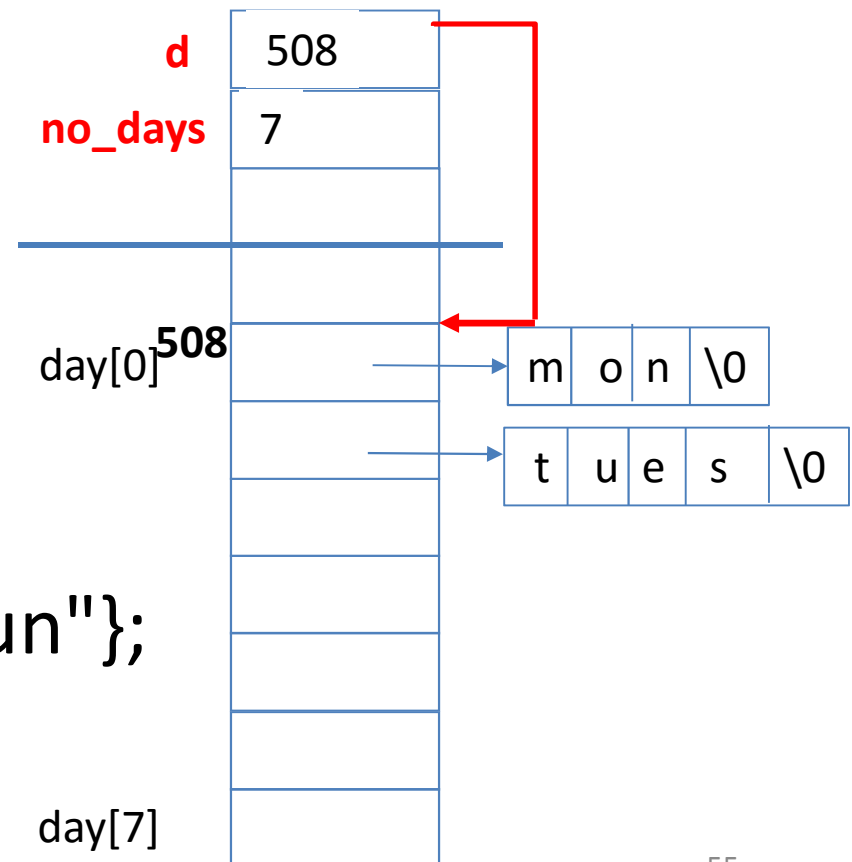 d 508
no_days 7
508
day[0] m o n \0
t u e s \0
un"};
day[7]